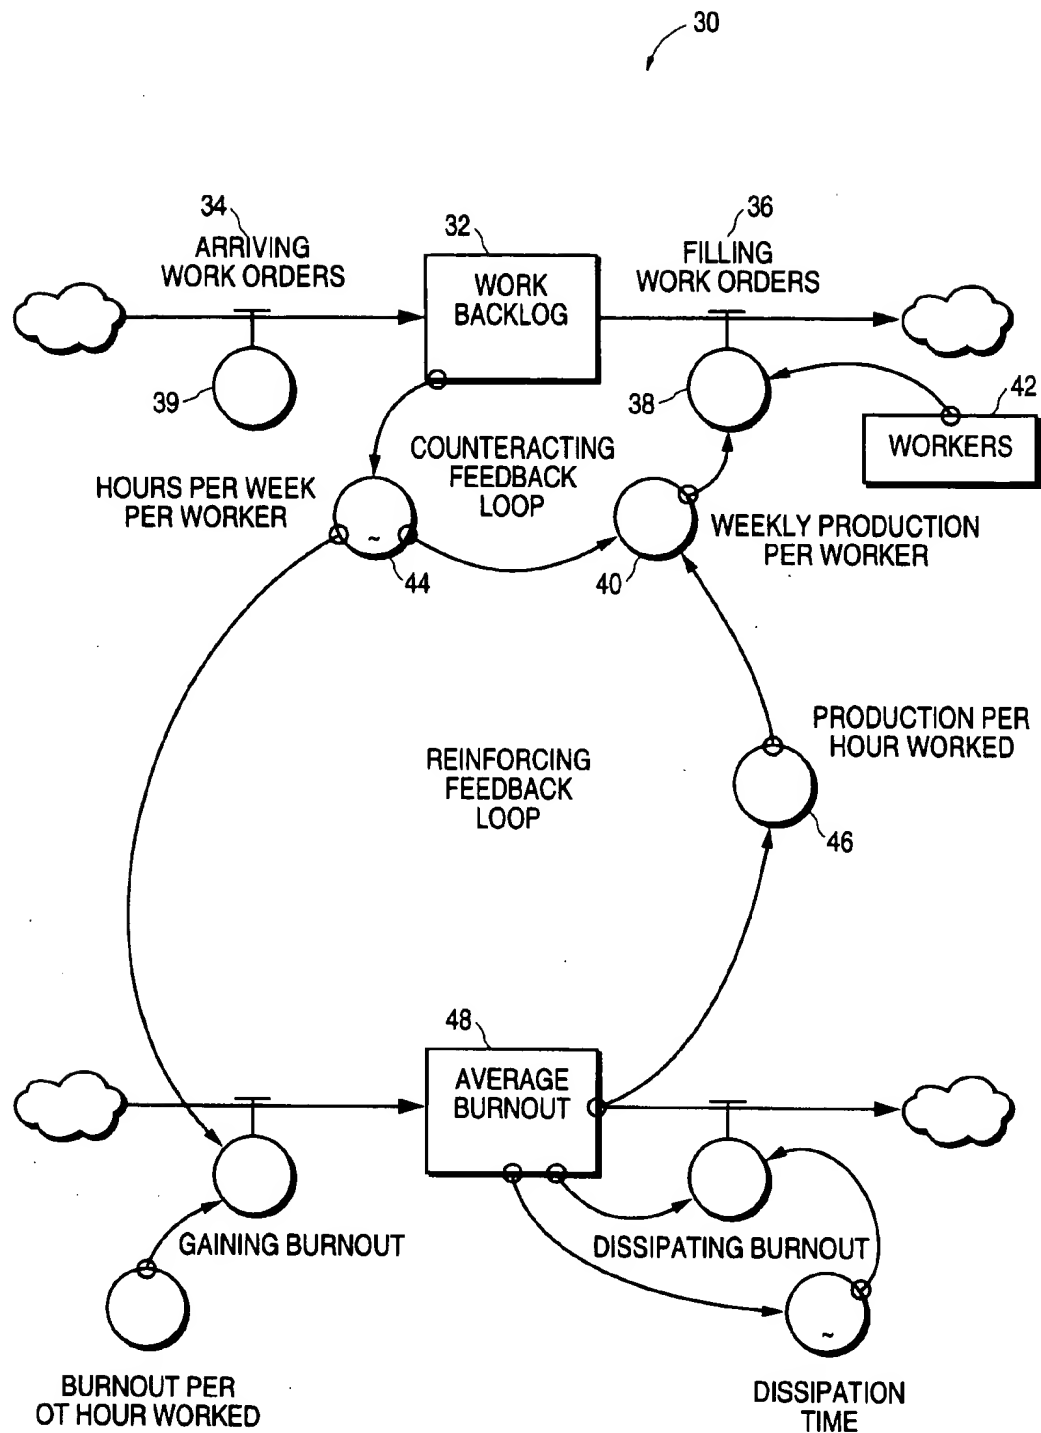 30
34
ARRIVING
WORK ORDERS
32
WORK
BACKLOG
36
FILLING
WORK ORDERS
39
38
42
WORKERS
HOURS PER WEEK
PER WORKER
COUNTERACTING
FEEDBACK
LOOP
WEEKLY PRODUCTION
PER WORKER
~
44
40
PRODUCTION PER
HOUR WORKED
REINFORCING
FEEDBACK
LOOP
46
48
AVERAGE
BURNOUT
GAINING BURNOUT
DISSIPATING BURNOUT
~
BURNOUT PER
OT HOUR WORKED
DISSIPATION
TIME